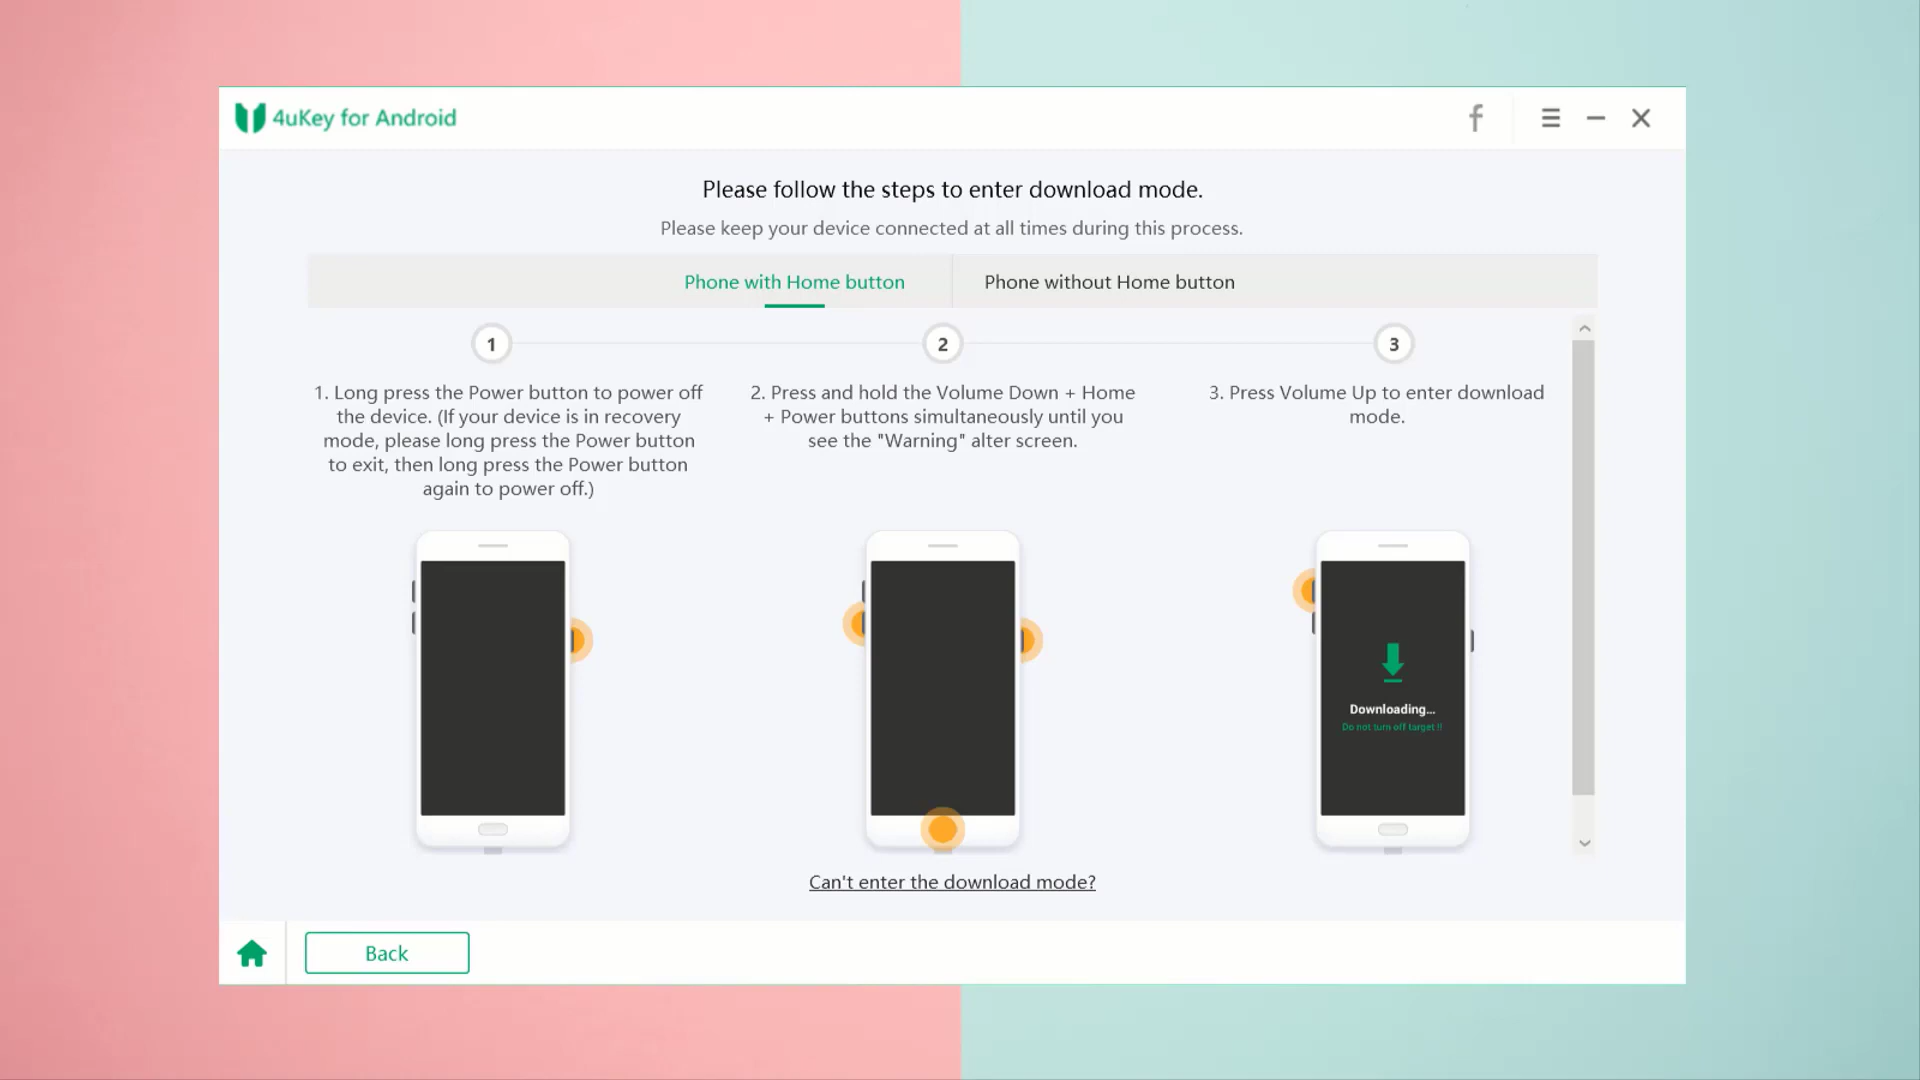 4uKey for Android
Please follow the steps to enter download mode.
Please keep your device connected at all times during this process.
Phone with Home button
Phone without Home button
1
2
3
1. Long press the Power button to power off
the device. (If your device is in recovery
mode, please long press the Power button
to exit, then long press the Power button
again to power off.)
2. Press and hold the Volume Down + Home
+ Power buttons simultaneously until you
see the "Warning" alter screen.
3. Press Volume Up to enter download
mode.
Downloading...
Do not turn off target !!
Can't enter the download mode?
Back